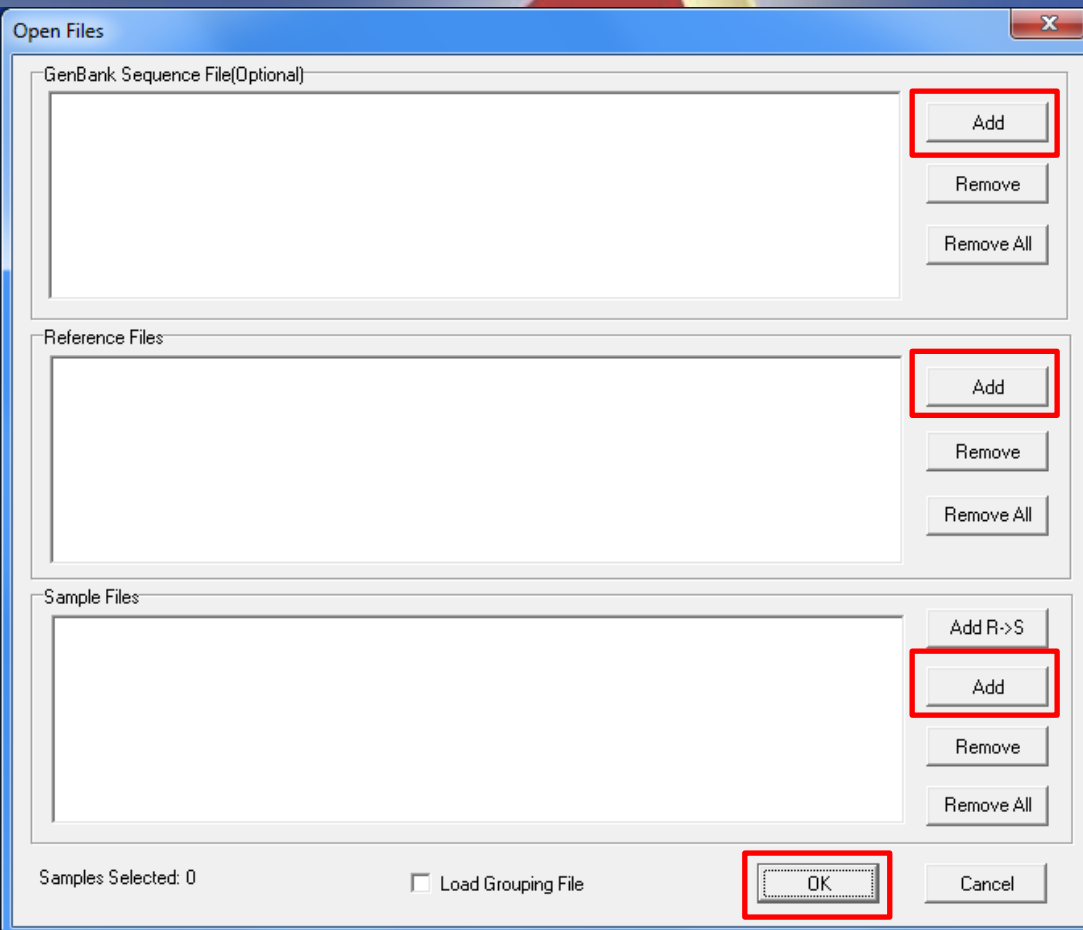 Open Files
GenBank Sequence File(Optional)
Add
Remove
Remove All
Reference Files
Add
Remove
Remove All
Sample Files
Add R->S
Add
Remove
Remove All
Samples Selected: 0
Load Grouping File
OK
Cancel